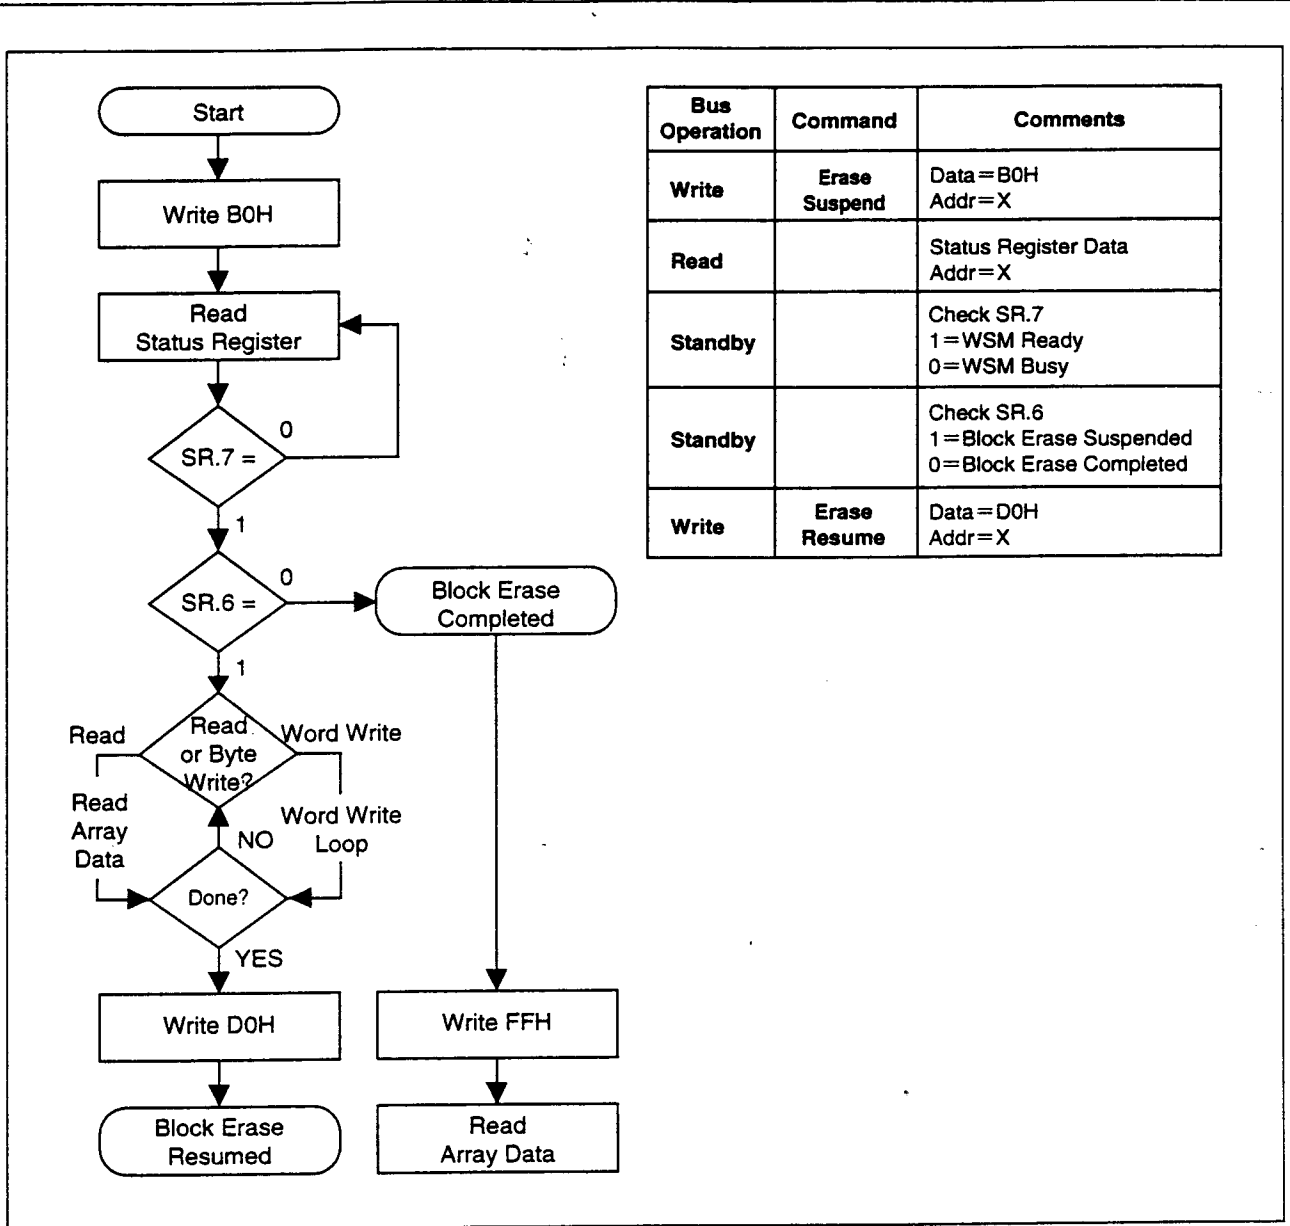 Start
Write B0H
Read
Status Register
0
SR.7 =
1
0
SR.6 =
Block Erase
Completed
1
Read
Read
or Byte
Write?
Word Write
Read
Array
Data
Word Write
Loop
NO
Done?
YES
Write D0H
Write FFH
Block Erase
Resumed
Read
Array Data
Bus
Operation
Command
Comments
Write
Erase
Suspend
Data=B0H
Addr=X
Read
Status Register Data
Addr=X
Standby
Check SR.7
1=WSM Ready
0=WSM Busy
Standby
Check SR.6
1=Block Erase Suspended
0=Block Erase Completed
Write
Erase
Resume
Data=D0H
Addr=X